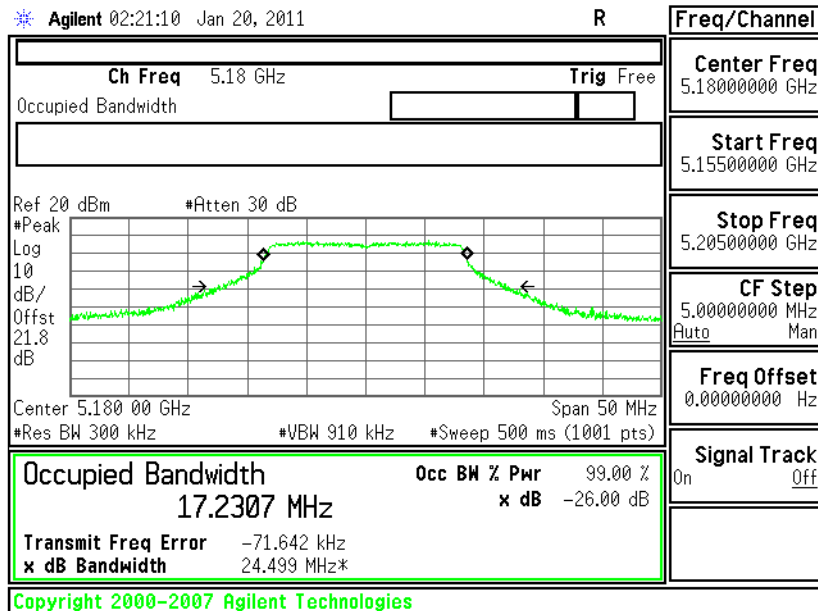 Agilent 02:21:10 Jan 20, 2011 R
Freq/Channel
Ch Freq 5.18 GHz Trig Free
Occupied Bandwidth
Center Freq
5.18000000 GHz
Start Freq
5.15500000 GHz
Stop Freq
5.20500000 GHz
CF Step
5.00000000 MHz
Auto Man
Freq Offset
0.00000000 Hz
Signal Track
On Off
Ref 20 dBm #Atten 30 dB
#Peak
Log
10
dB/
Offst
21.8
dB
Center 5.180 00 GHz Span 50 MHz
#Res BW 300 kHz #VBW 910 kHz #Sweep 500 ms (1001 pts)
Occupied Bandwidth Occ BW % Pwr 99.00 %
17.2307 MHz x dB -26.00 dB
Transmit Freq Error -71.642 kHz
x dB Bandwidth 24.499 MHz*
Copyright 2000-2007 Agilent Technologies